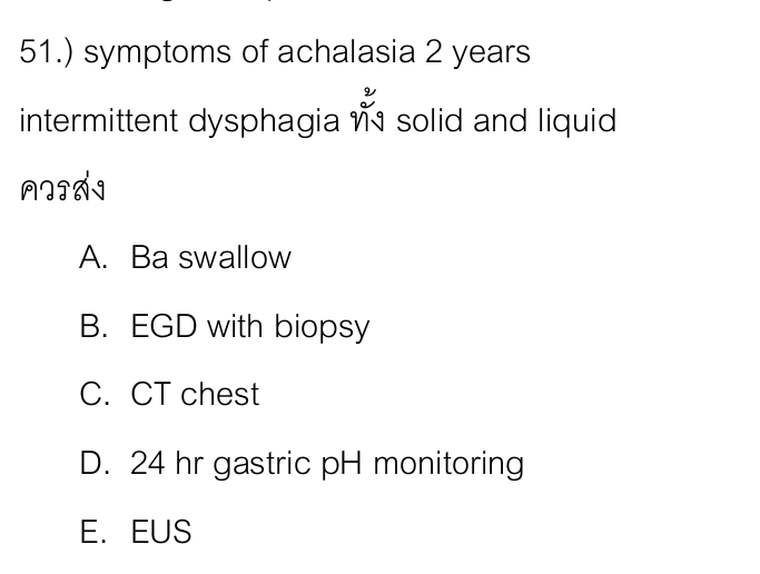 51.) symptoms of achalasia 2 years
intermittent dysphagia ทั้ง solid and liquid
ควรส่ง
A. Ba swallow
B. EGD with biopsy
C. CT chest
D. 24 hr gastric pH monitoring
E. EUS